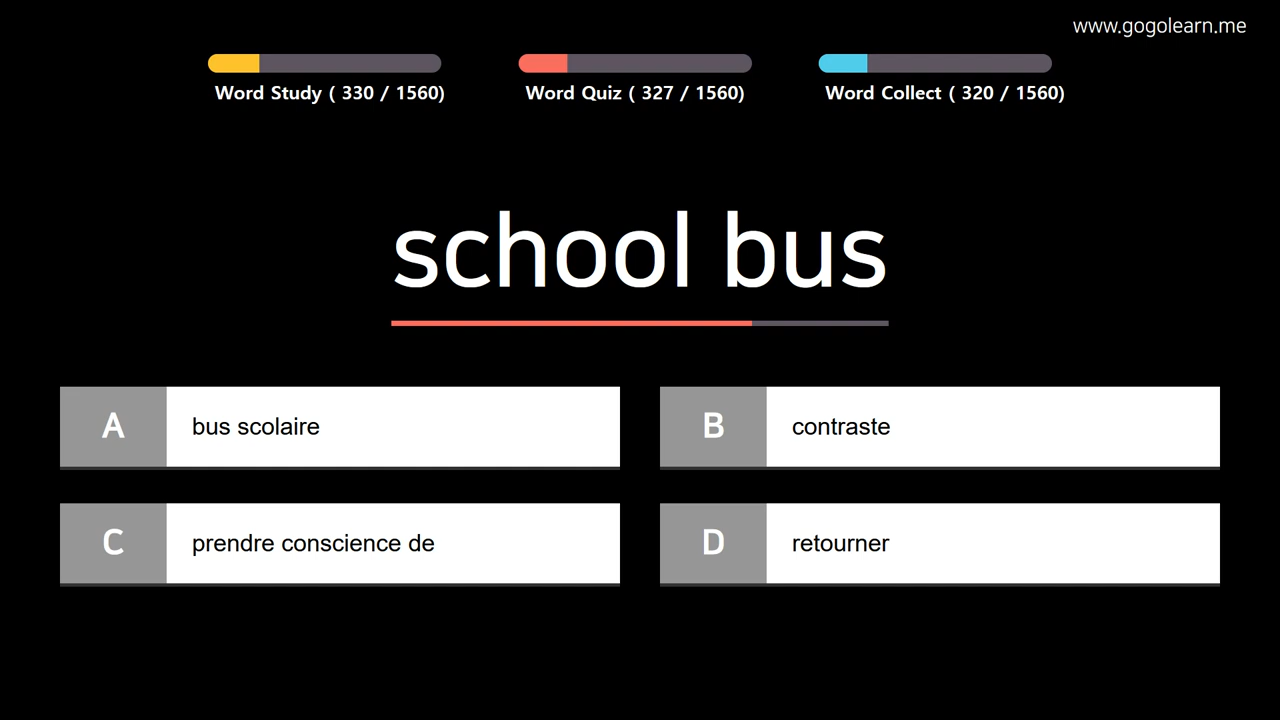 www.gogolearn.me
Word Study ( 330 / 1560)
Word Quiz ( 327 / 1560)
Word Collect ( 320 / 1560)
school bus
A
bus scolaire
B
contraste
C
prendre conscience de
D
retourner